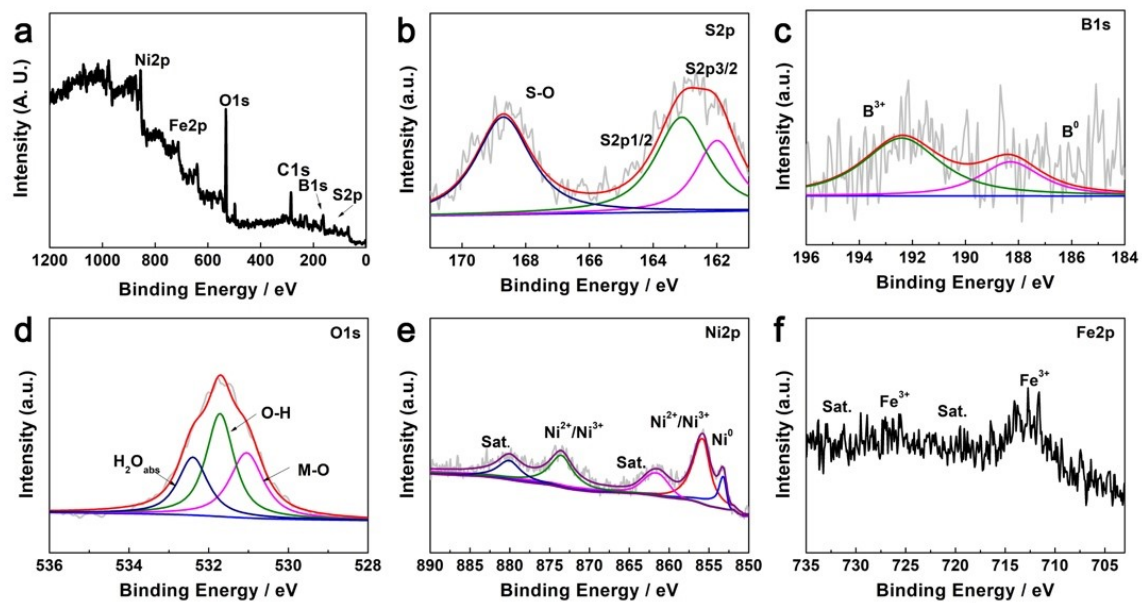 a
Intensity (A. U.)
Ni2p
Fe2p
O1s
C1s
B1s
S2p
1200 1000 800 600 400 200 0
Binding Energy / eV
b
S2p
Intensity (a.u.)
S-O
S2p3/2
S2p1/2
170 168 166 164 162
Binding Energy / eV
c
B1s
Intensity (a.u.)
B³⁺
B⁰
196 194 192 190 188 186 184
Binding Energy / eV
d
O1s
Intensity (a.u.)
O-H
H₂Oabs
M-O
536 534 532 530 528
Binding Energy / eV
e
Ni2p
Intensity (a.u.)
Sat.
Ni²⁺/Ni³⁺
Sat.
Ni²⁺/Ni³⁺
Ni⁰
890 880 870 865 860 855 850
Binding Energy / eV
f
Fe2p
Intensity (a.u.)
Sat.
Fe³⁺
Sat.
Fe³⁺
735 730 725 720 715 710 705
Binding Energy / eV